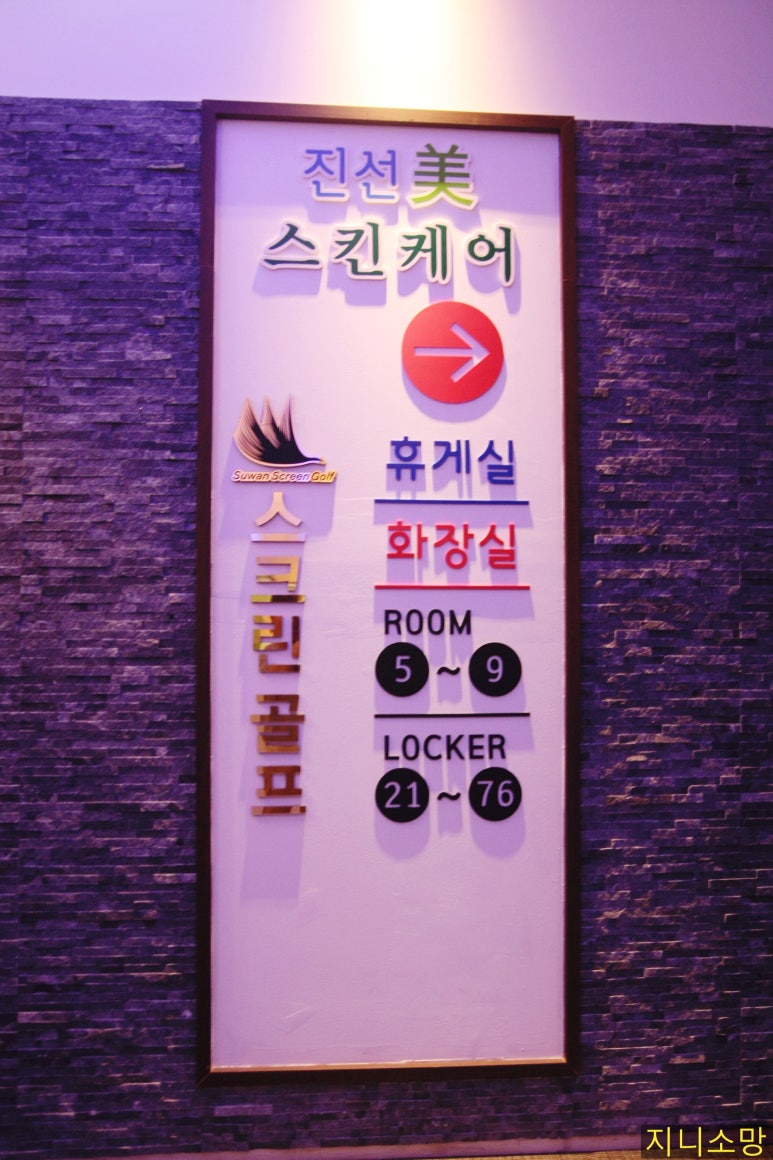 진선美
스킨케어
Suwan Screen Golf
스크린 골프
휴게실
화장실
ROOM
5 ~ 9
LOCKER
21 ~ 76
지니소망